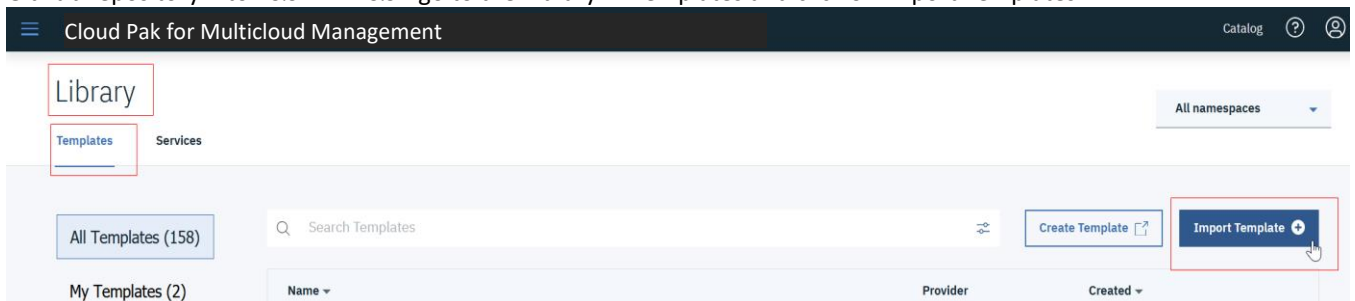 Cloud Pak for Multicloud Management
Catalog
Library
All namespaces
Templates Services
All Templates (158)
Search Templates
Create Template
Import Template
My Templates (2)
Name
Provider
Created